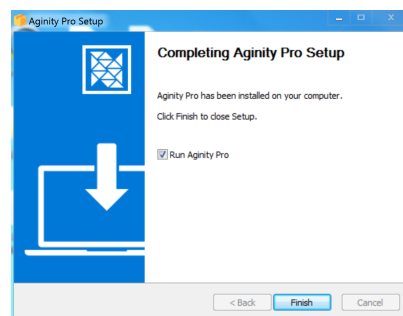 Aginity Pro Setup
Completing Aginity Pro Setup
Aginity Pro has been installed on your computer.
Click Finish to close Setup.
Run Aginity Pro
< Back
Finish
Cancel